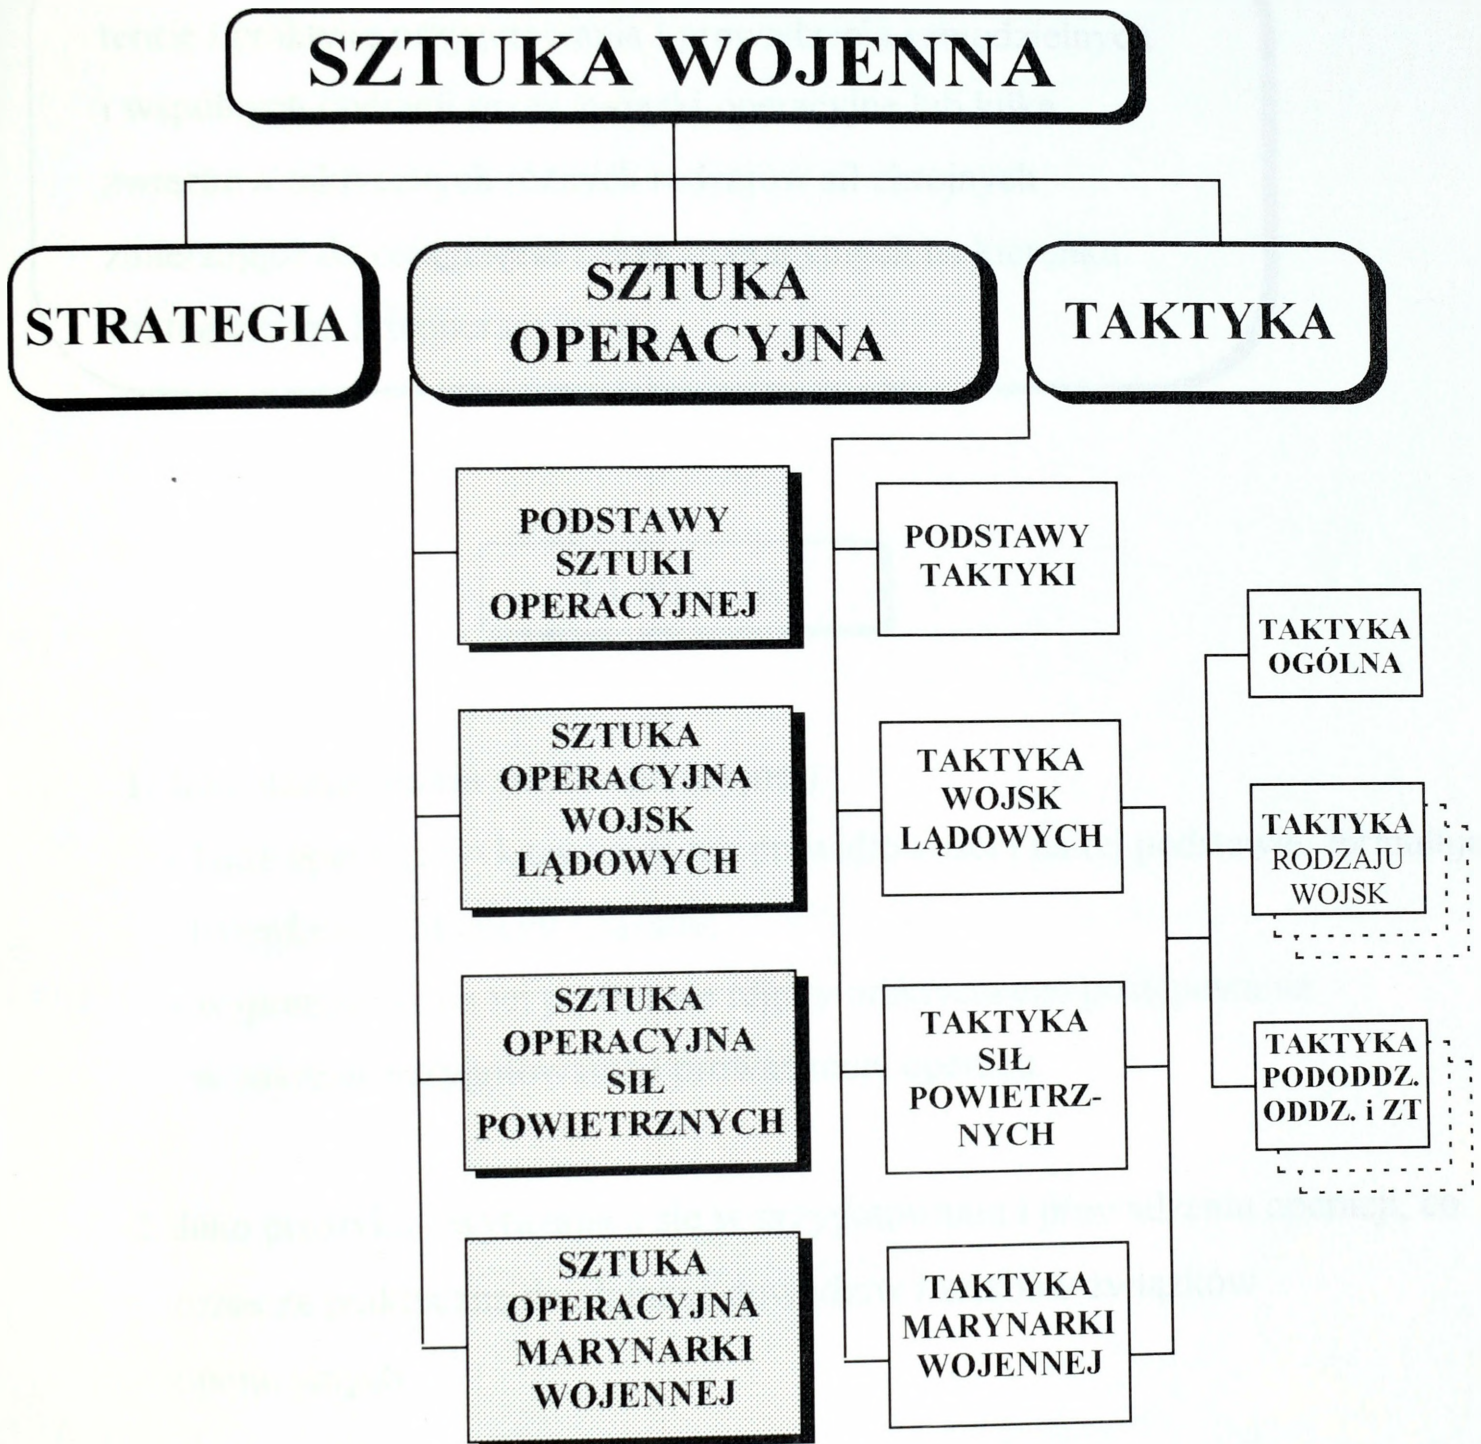 SZTUKA WOJENNA
STRATEGIA
SZTUKA
OPERACYJNA
TAKTYKA
PODSTAWY
SZTUKI
OPERACYJNEJ
SZTUKA
OPERACYJNA
WOJSK
LĄDOWYCH
SZTUKA
OPERACYJNA
SIŁ
POWIETRZNYCH
SZTUKA
OPERACYJNA
MARYNARKI
WOJENNEJ
PODSTAWY
TAKTYKI
TAKTYKA
WOJSK
LĄDOWYCH
TAKTYKA
SIŁ
POWIETRZ-
NYCH
TAKTYKA
MARYNARKI
WOJENNEJ
TAKTYKA
OGÓLNA
TAKTYKA
RODZAJU
WOJSK
TAKTYKA
PODODDZ.
ODDZ. i ZT